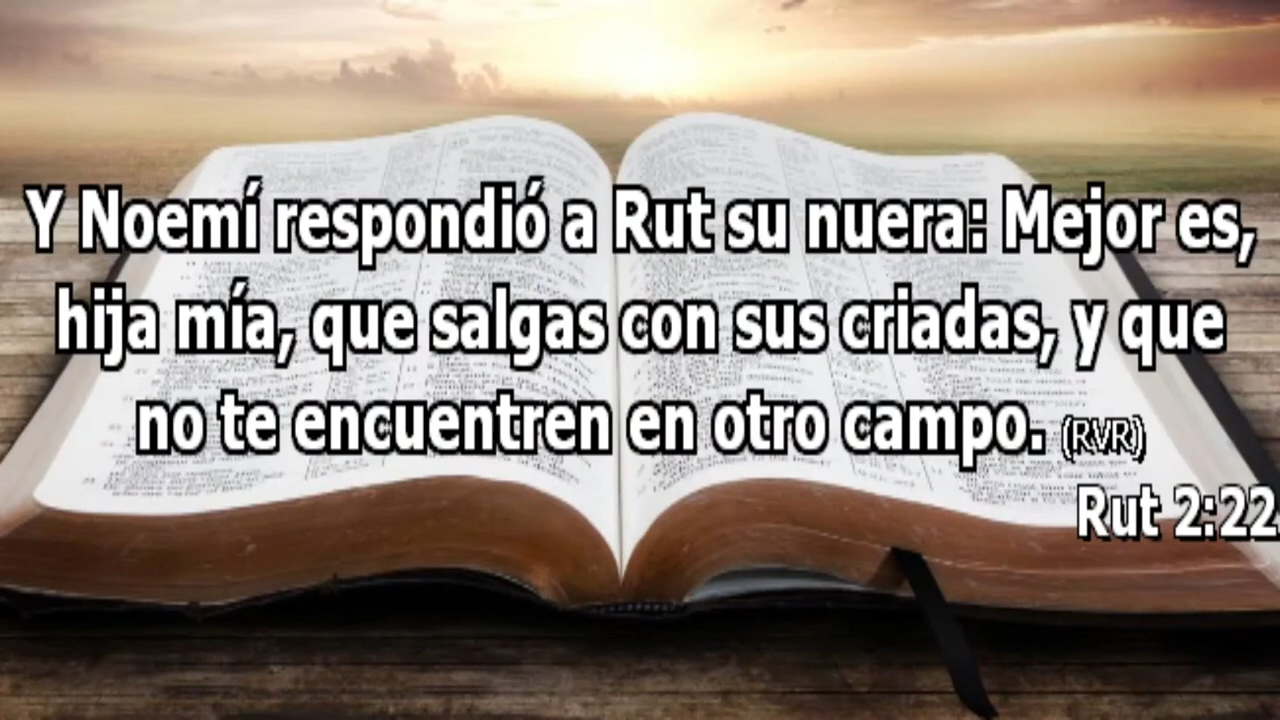 Y Noemí respondió a Rut su nuera: Mejor es,
hija mía, que salgas con sus criadas, y que
no te encuentren en otro campo. (RVR)
Rut 2:22